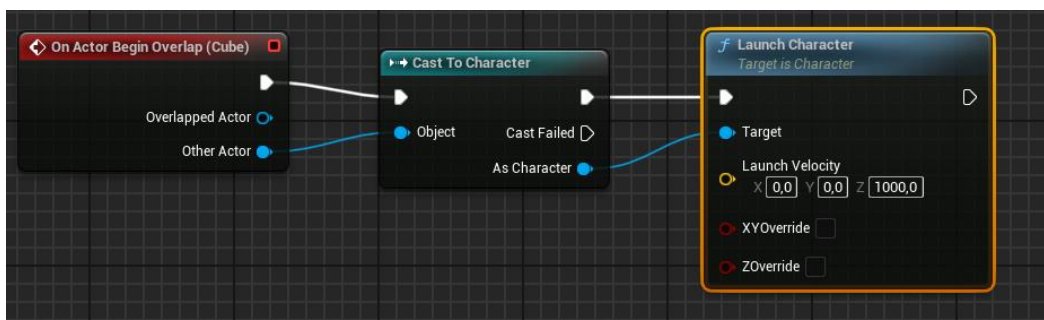 On Actor Begin Overlap (Cube)
Overlapped Actor
Other Actor
Cast To Character
Object
Cast Failed
As Character
f Launch Character
Target is Character
Target
Launch Velocity
X 0,0 Y 0,0 Z 1000,0
XYOverride
ZOverride